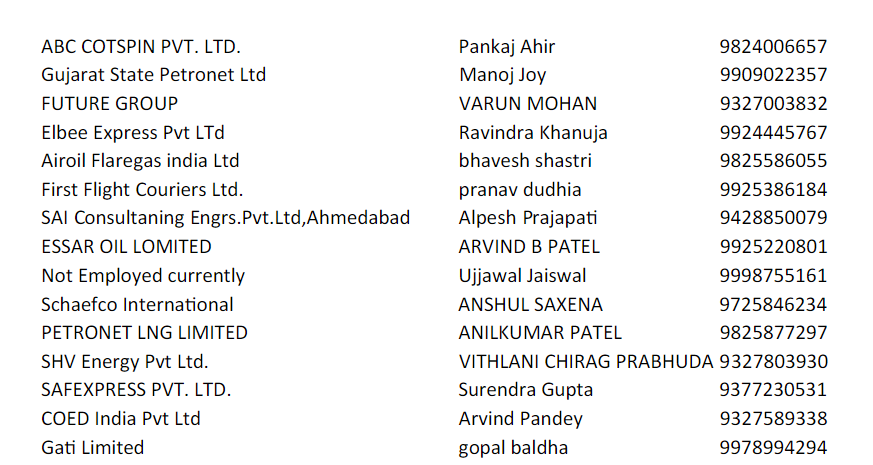 ABC COTSPIN PVT. LTD. Pankaj Ahir 9824006657
Gujarat State Petronet Ltd Manoj Joy 9909022357
FUTURE GROUP VARUN MOHAN 9327003832
Elbee Express Pvt LTd Ravindra Khanuja 9924445767
Airoil Flaregas india Ltd bhavesh shastri 9825586055
First Flight Couriers Ltd. pranav dudhia 9925386184
SAI Consultaning Engrs.Pvt.Ltd,Ahmedabad Alpesh Prajapati 9428850079
ESSAR OIL LOMITED ARVIND B PATEL 9925220801
Not Employed currently Ujjawal Jaiswal 9998755161
Schaefco International ANSHUL SAXENA 9725846234
PETRONET LNG LIMITED ANILKUMAR PATEL 9825877297
SHV Energy Pvt Ltd. VITHLANI CHIRAG PRABHUDA 9327803930
SAFEXPRESS PVT. LTD. Surendra Gupta 9377230531
COED India Pvt Ltd Arvind Pandey 9327589338
Gati Limited gopal baldha 9978994294